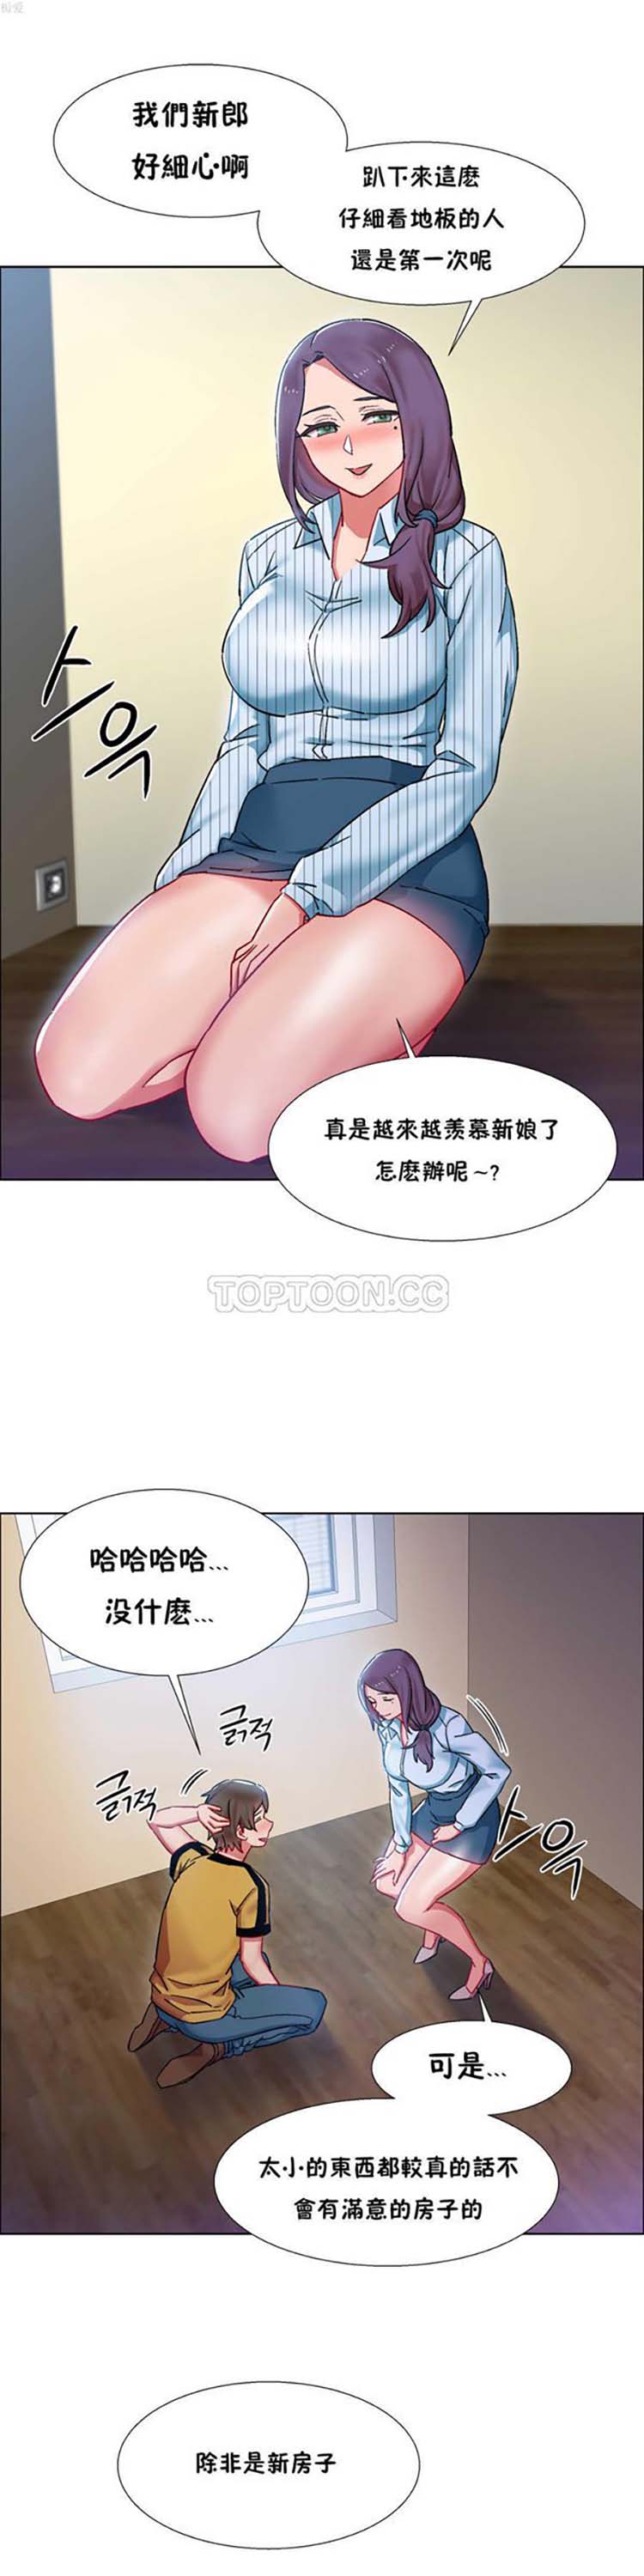 我們新郎
好細心啊
趴下來這麽
仔細看地板的人
還是第一次呢
스윽
真是越來越羨慕新娘了
怎麽辦呢~?
TOPTOON.CC
哈哈哈哈...
没什麽...
긁적
긁적
스윽
可是...
太小的東西都較真的話不
會有滿意的房子的
除非是新房子